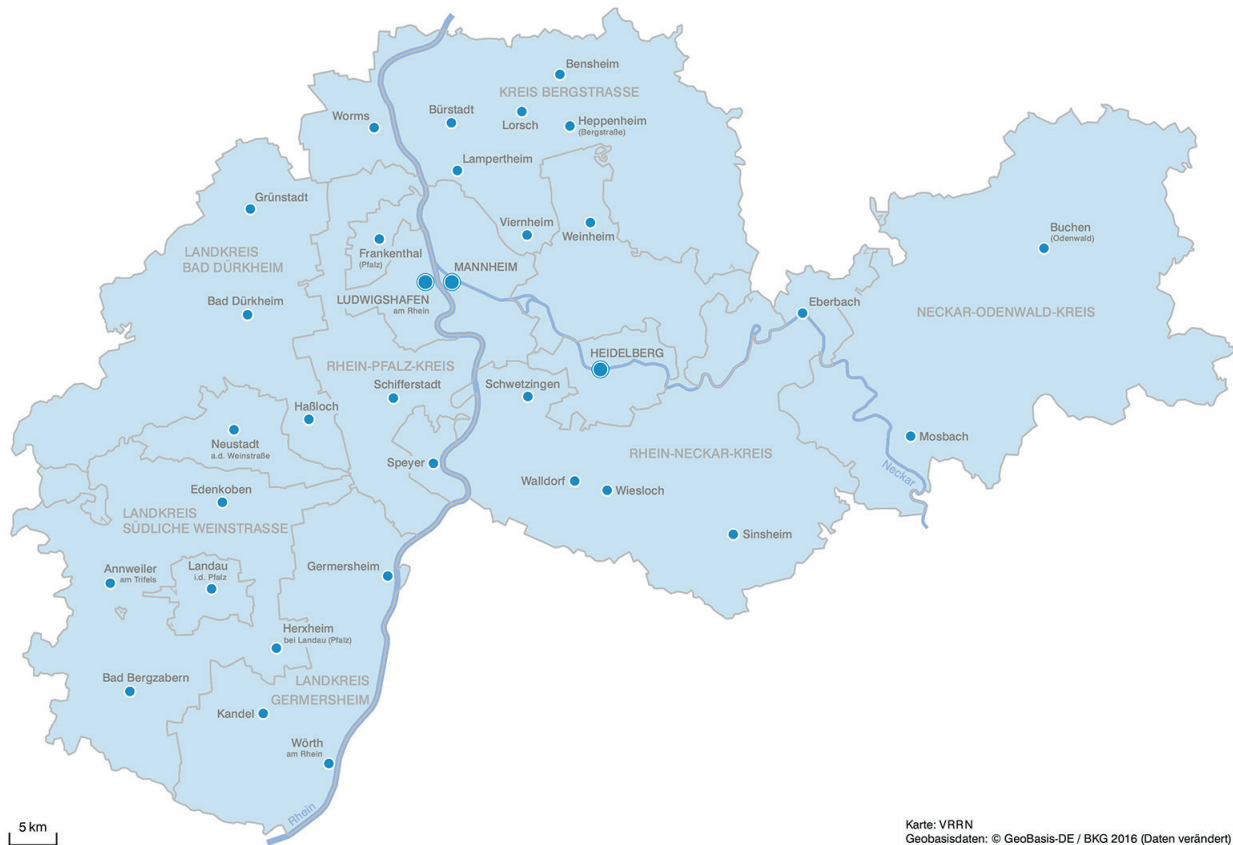 Bensheim
KREIS BERGSTRASSE
Worms
Bürstadt
Lorsch
Heppenheim
(Bergstraße)
Lampertheim
Grünstadt
Viernheim
Weinheim
Buchen
(Odenwald)
LANDKREIS
BAD DÜRKHEIM
Frankenthal
(Pfalz)
MANNHEIM
LUDWIGSHAFEN
am Rhein
Bad Dürkheim
Eberbach
NECKAR-ODENWALD-KREIS
HEIDELBERG
RHEIN-PFALZ-KREIS
Schifferstadt
Schwetzingen
Haßloch
Neustadt
a.d. Weinstraße
Mosbach
Speyer
RHEIN-NECKAR-KREIS
Neckar
Walldorf
Wiesloch
Edenkoben
LANDKREIS
SÜDLICHE WEINSTRASSE
Sinsheim
Annweiler
am Trifels
Landau
i.d. Pfalz
Germersheim
Herxheim
bei Landau (Pfalz)
Bad Bergzabern
LANDKREIS
GERMERSHEIM
Kandel
Wörth
am Rhein
Rhein
5 km
Karte: VRRN
Geobasisdaten: © GeoBasis-DE / BKG 2016 (Daten verändert)